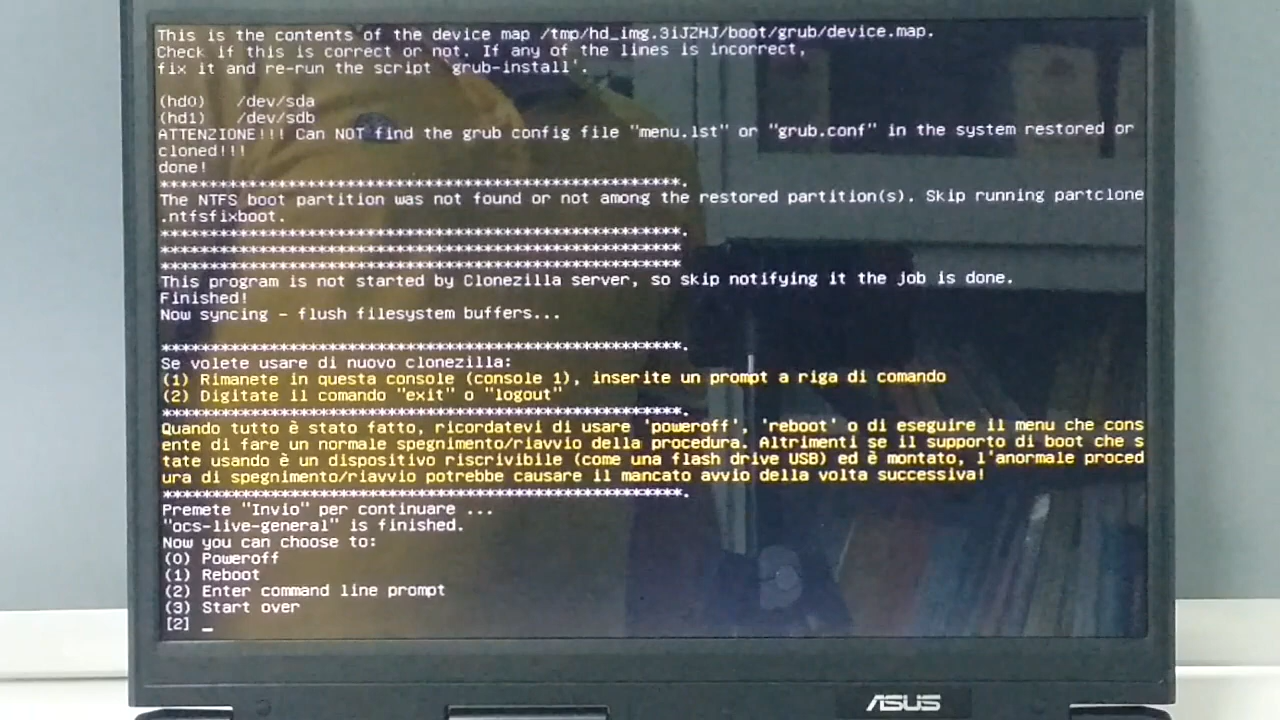 This is the contents of the device map /tmp/hd_img.3iJZHJ/boot/grub/device.map.
Check if this is correct or not. If any of the lines is incorrect,
fix it and re-run the script `grub-install'.
(hd0)   /dev/sda
(hd1)   /dev/sdb
ATTENZIONE!!! Can NOT find the grub config file "menu.lst" or "grub.conf" in the system restored or
cloned!!!
done!
*****************************************************.
The NTFS boot partition was not found or not among the restored partition(s). Skip running partclone
.ntfsfixboot.
*****************************************************.
*****************************************************
*****************************************************
This program is not started by Clonezilla server, so skip notifying it the job is done.
Finished!
Now syncing - flush filesystem buffers...
*****************************************************.
Se volete usare di nuovo clonezilla:
(1) Rimanete in questa console (console 1), inserite un prompt a riga di comando
(2) Digitate il comando "exit" o "logout"
*****************************************************.
Quando tutto è stato fatto, ricordatevi di usare 'poweroff', 'reboot' o di eseguire il menu che cons
ente di fare un normale spegnimento/riavvio della procedura. Altrimenti se il supporto di boot che s
tate usando è un dispositivo riscrivibile (come una flash drive USB) ed è montato, l'anormale proced
ura di spegnimento/riavvio potrebbe causare il mancato avvio della volta successiva!
*****************************************************.
Premete "Invio" per continuare ...
"ocs-live-general" is finished.
Now you can choose to:
(0) Poweroff
(1) Reboot
(2) Enter command line prompt
(3) Start over
[2] _
ASUS